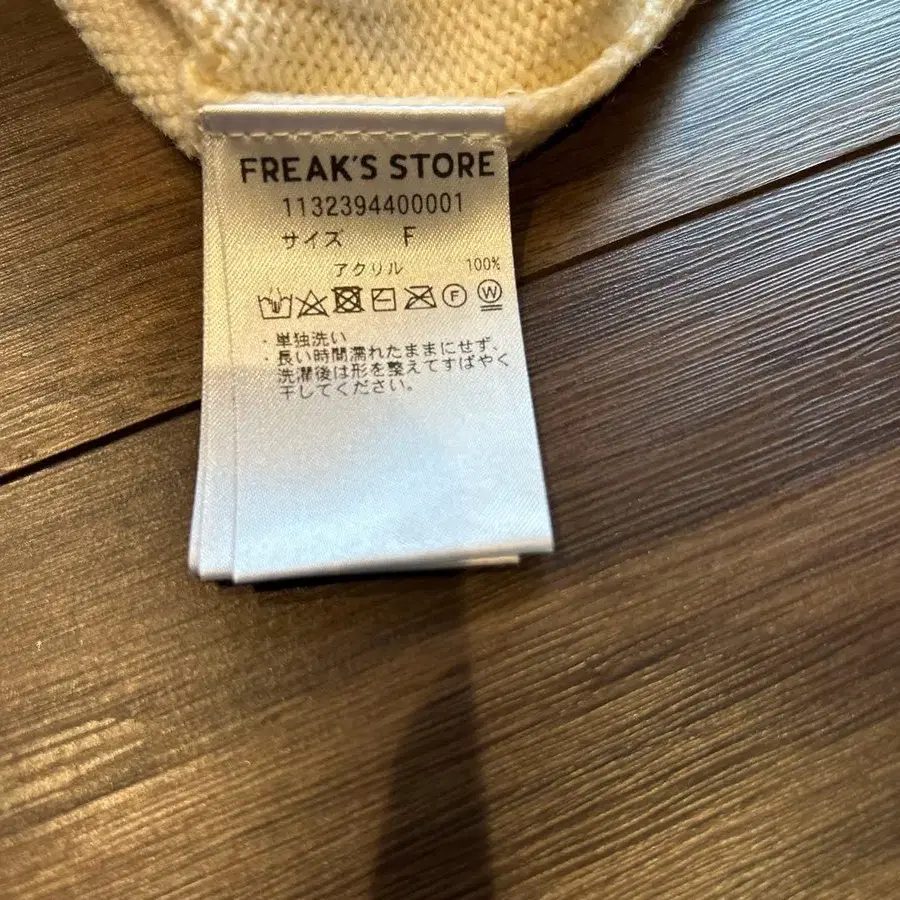 FREAK'S STORE
1132394400001
サイズ F
アクリル 100%
F W
・単独洗い
・長い時間濡れたままにせず、
洗濯後は形を整えてすばやく
干してください。